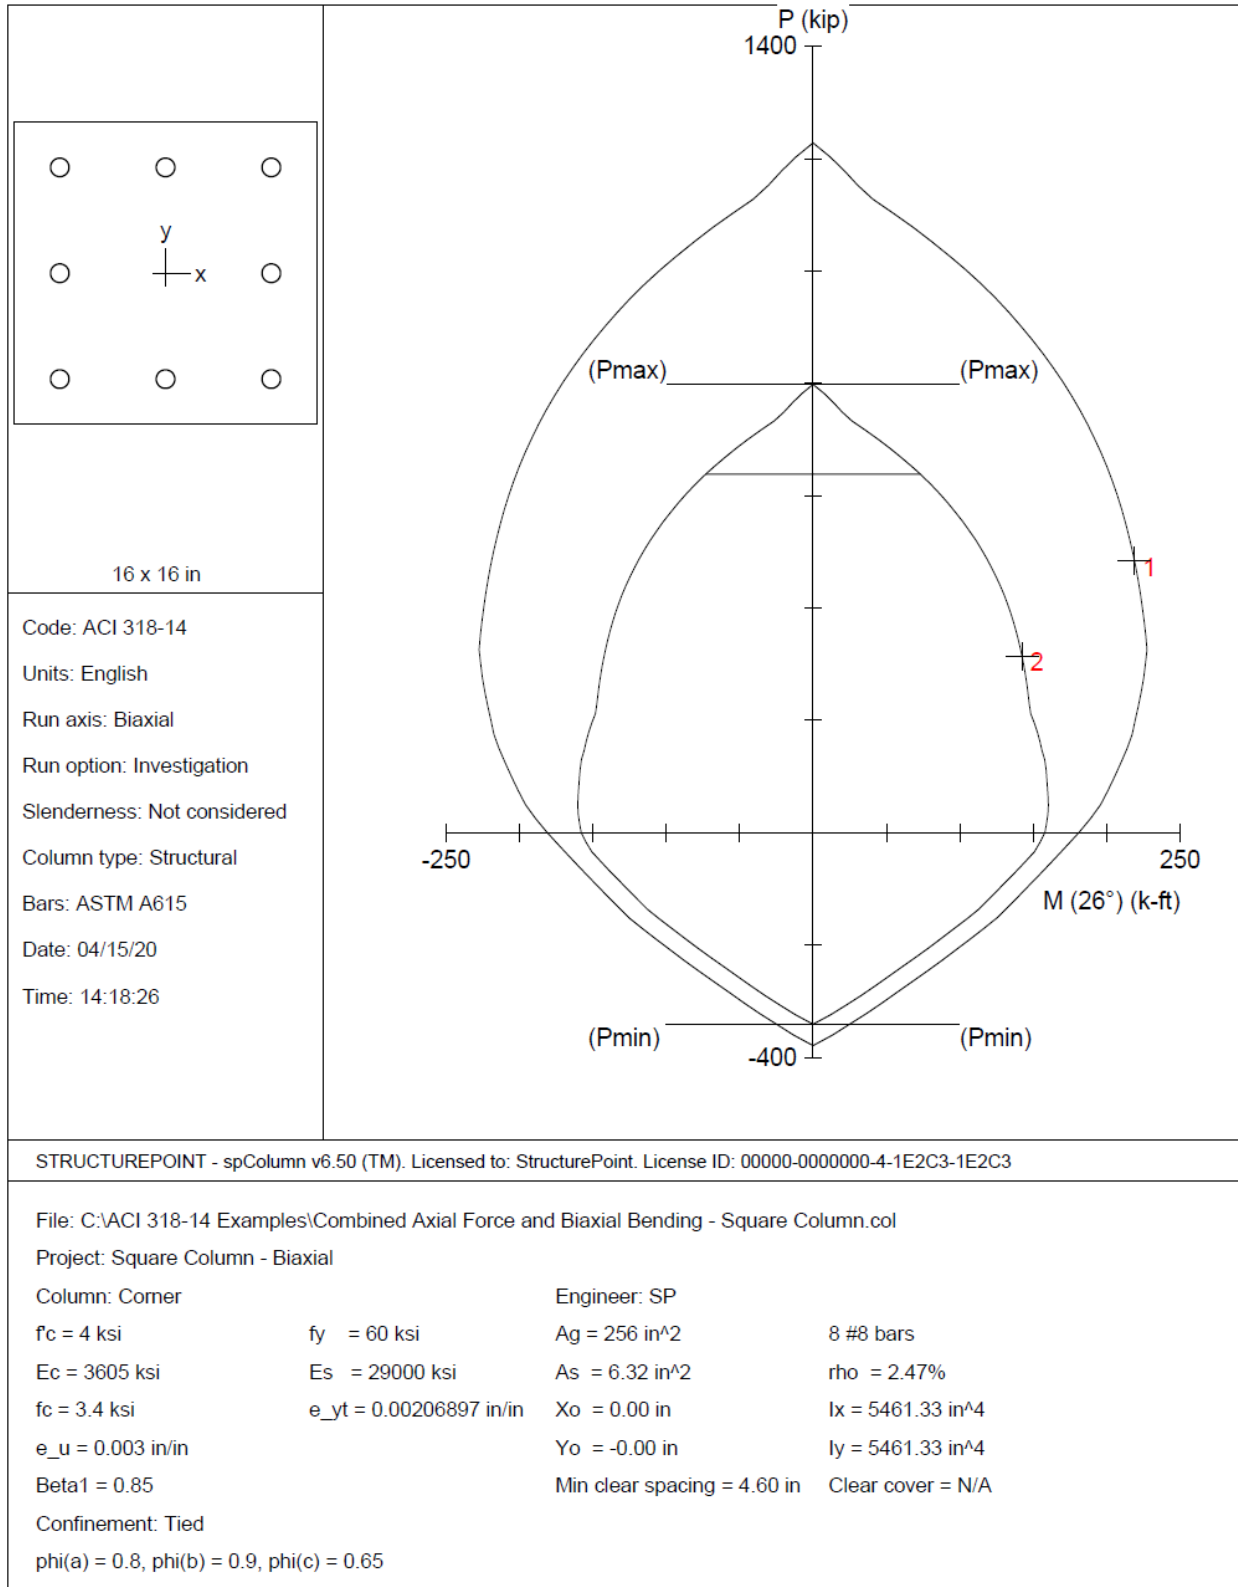 P (kip)
1400
y
x
(Pmax) (Pmax)
16 x 16 in
1
Code: ACI 318-14
Units: English
2
Run axis: Biaxial
Run option: Investigation
Slenderness: Not considered
Column type: Structural
-250 250
M (26°) (k-ft)
Bars: ASTM A615
Date: 04/15/20
Time: 14:18:26
(Pmin) (Pmin)
-400
STRUCTUREPOINT - spColumn v6.50 (TM). Licensed to: StructurePoint. License ID: 00000-0000000-4-1E2C3-1E2C3
File: C:\ACI 318-14 Examples\Combined Axial Force and Biaxial Bending - Square Column.col
Project: Square Column - Biaxial
Column: Corner Engineer: SP
f'c = 4 ksi fy = 60 ksi Ag = 256 in^2 8 #8 bars
Ec = 3605 ksi Es = 29000 ksi As = 6.32 in^2 rho = 2.47%
fc = 3.4 ksi e_yt = 0.00206897 in/in Xo = 0.00 in Ix = 5461.33 in^4
e_u = 0.003 in/in Yo = -0.00 in Iy = 5461.33 in^4
Beta1 = 0.85 Min clear spacing = 4.60 in Clear cover = N/A
Confinement: Tied
phi(a) = 0.8, phi(b) = 0.9, phi(c) = 0.65